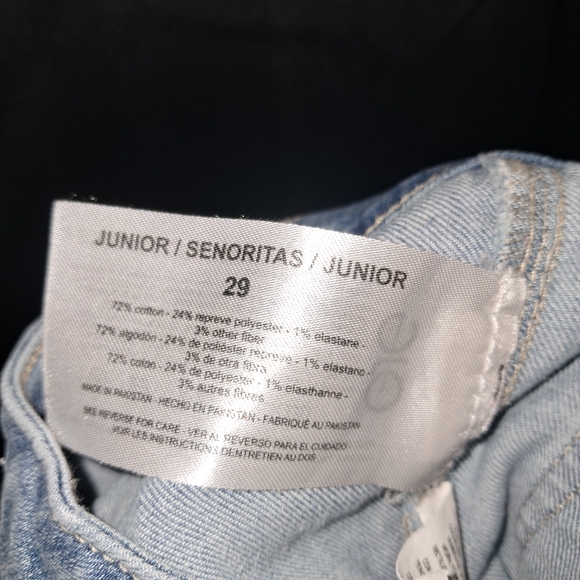 JUNIOR / SENORITAS / JUNIOR
29
72% cotton - 24% repreve polyester - 1% elastane -
3% other fiber
72% algodón - 24% de poliéster repreve - 1% elastano -
3% de otra fibra
72% coton - 24% de polyester - 1% elasthanne -
3% autres fibres
MADE IN PAKISTAN - HECHO EN PAKISTAN - FABRIQUÉ AU PAKISTAN
REVERSE FOR CARE - VER AL REVERSO PARA EL CUIDADO
VOIR LES INSTRUCTIONS D'ENTRETIEN AU DOS